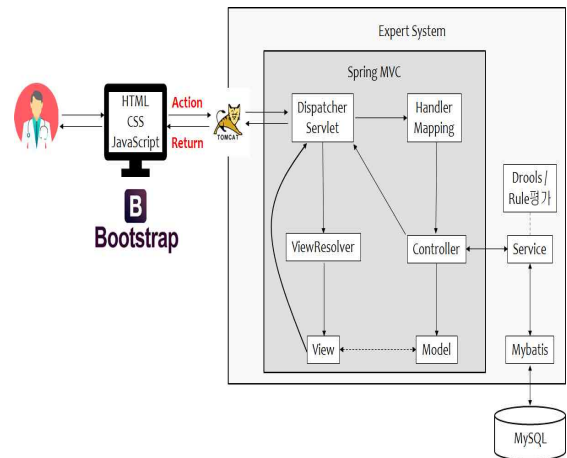 Expert System
Spring MVC
HTML
CSS
JavaScript
Action
Return
TOMCAT
Dispatcher
Servlet
Handler
Mapping
B
Bootstrap
Drools /
Rule평가
ViewResolver
Controller
Service
View
Model
Mybatis
MySQL